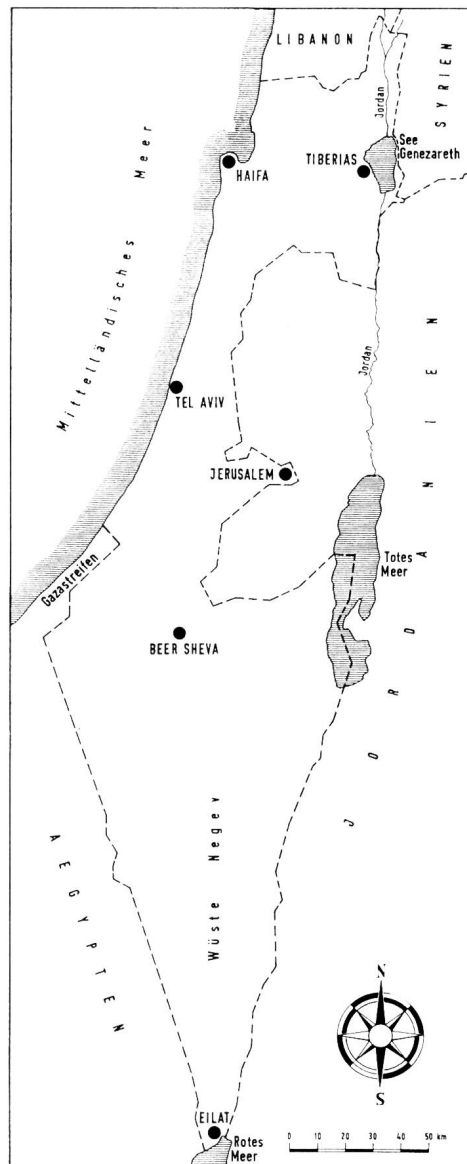 LIBANON
SYRIEN
Jordan
See
Genezareth
Mittelländisches Meer
HAIFA
TIBERIAS
JORDANIEN
Jordan
TEL AVIV
JERUSALEM
Totes
Meer
Gazastreifen
BEER SHEVA
Wüste Negev
AEGYPTEN
N
S
EILAT
Rotes
Meer
0 10 20 30 40 50 km